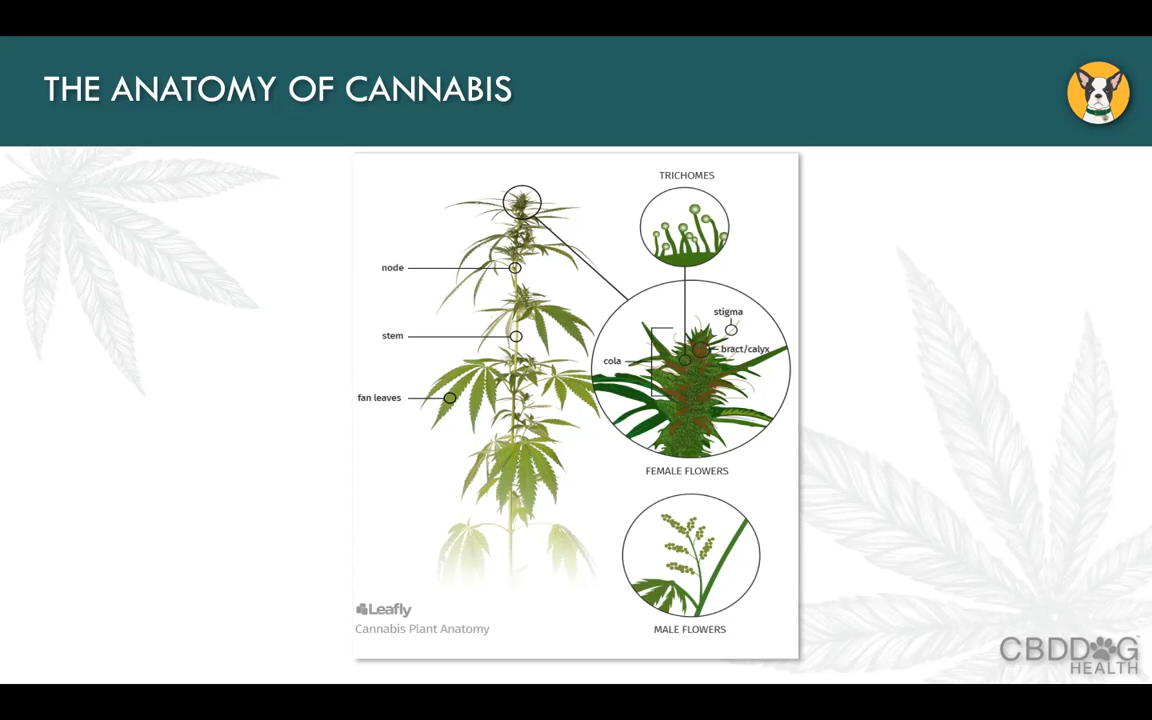 THE ANATOMY OF CANNABIS
TRICHOMES
node
stigma
stem
bract/calyx
cola
fan leaves
FEMALE FLOWERS
Leafly
Cannabis Plant Anatomy
MALE FLOWERS
CBDDOG
HEALTH